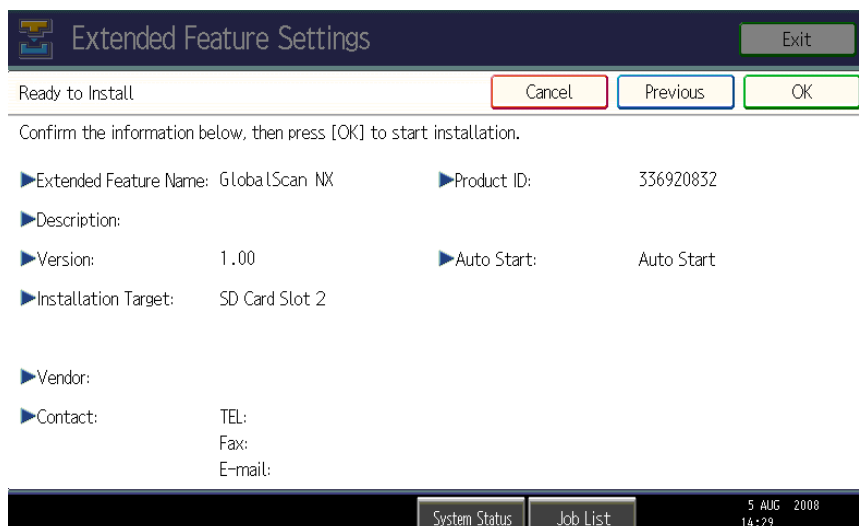 Extended Feature Settings
Exit
Ready to Install
Cancel
Previous
OK
Confirm the information below, then press [OK] to start installation.
▶Extended Feature Name: GlobalScan NX
▶Product ID: 336920832
▶Description:
▶Version: 1.00
▶Auto Start: Auto Start
▶Installation Target: SD Card Slot 2
▶Vendor:
▶Contact: TEL:
Fax:
E-mail:
System Status
Job List
5 AUG 2008
14:29